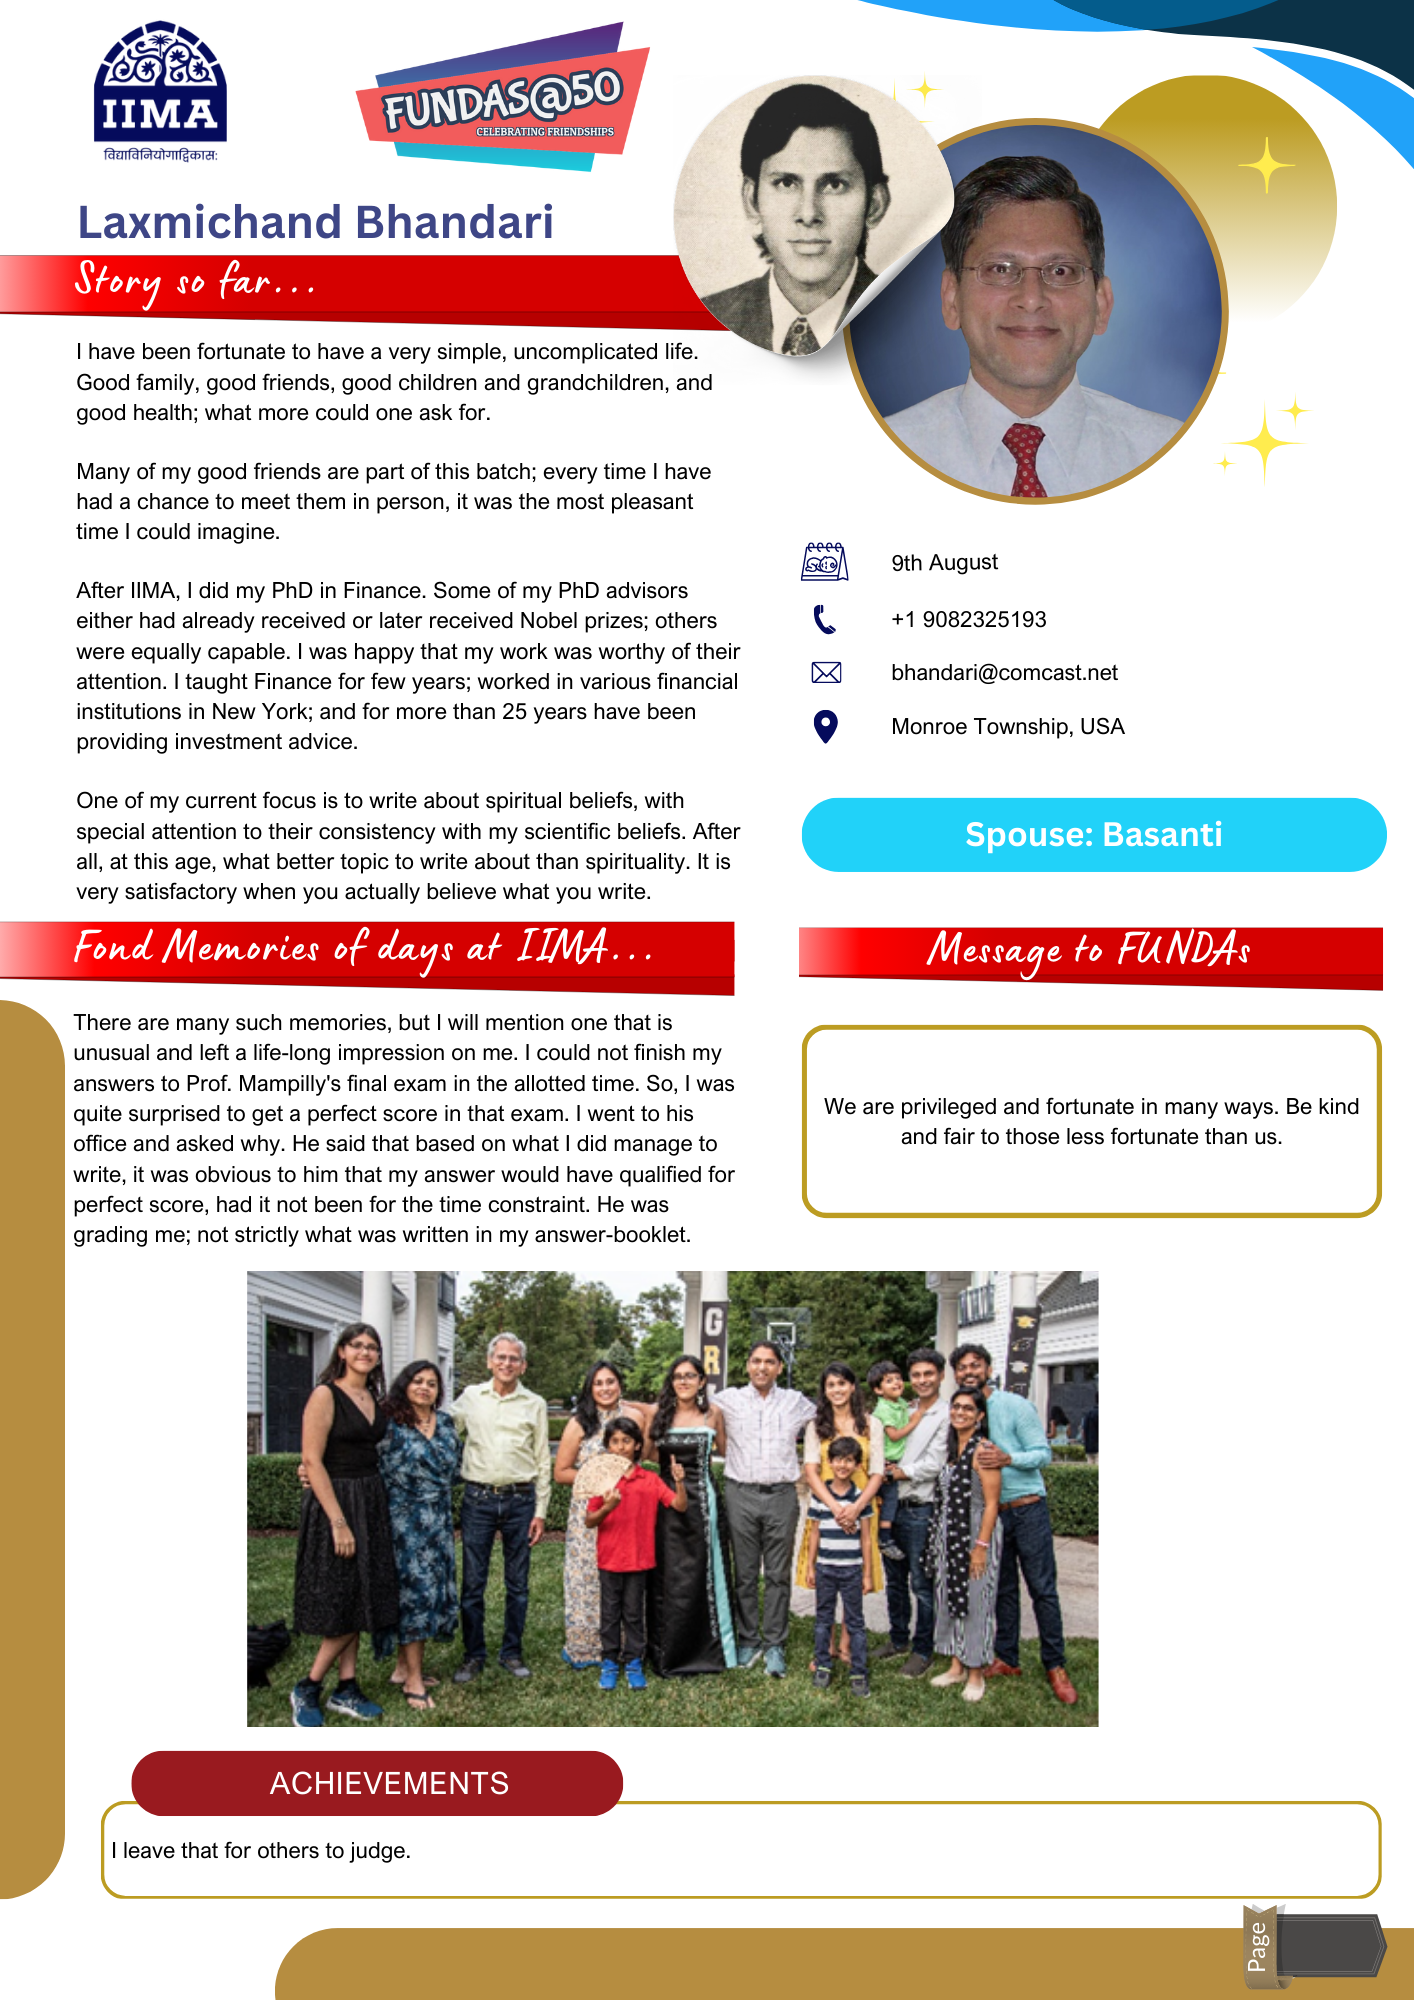 IIMA
विद्याविनियोगाद्विकास:
FUNDAS@50
CELEBRATING FRIENDSHIPS
Laxmichand Bhandari
Story so far...
I have been fortunate to have a very simple, uncomplicated life.
Good family, good friends, good children and grandchildren, and
good health; what more could one ask for.
Many of my good friends are part of this batch; every time I have
had a chance to meet them in person, it was the most pleasant
time I could imagine.
After IIMA, I did my PhD in Finance. Some of my PhD advisors
either had already received or later received Nobel prizes; others
were equally capable. I was happy that my work was worthy of their
attention. I taught Finance for few years; worked in various financial
institutions in New York; and for more than 25 years have been
providing investment advice.
One of my current focus is to write about spiritual beliefs, with
special attention to their consistency with my scientific beliefs. After
all, at this age, what better topic to write about than spirituality. It is
very satisfactory when you actually believe what you write.
9th August
+1 9082325193
bhandari@comcast.net
Monroe Township, USA
Spouse: Basanti
Fond Memories of days at IIMA...
There are many such memories, but I will mention one that is
unusual and left a life-long impression on me. I could not finish my
answers to Prof. Mampilly's final exam in the allotted time. So, I was
quite surprised to get a perfect score in that exam. I went to his
office and asked why. He said that based on what I did manage to
write, it was obvious to him that my answer would have qualified for
perfect score, had it not been for the time constraint. He was
grading me; not strictly what was written in my answer-booklet.
Message to FUNDAs
We are privileged and fortunate in many ways. Be kind
and fair to those less fortunate than us.
G
R
ACHIEVEMENTS
I leave that for others to judge.
Page